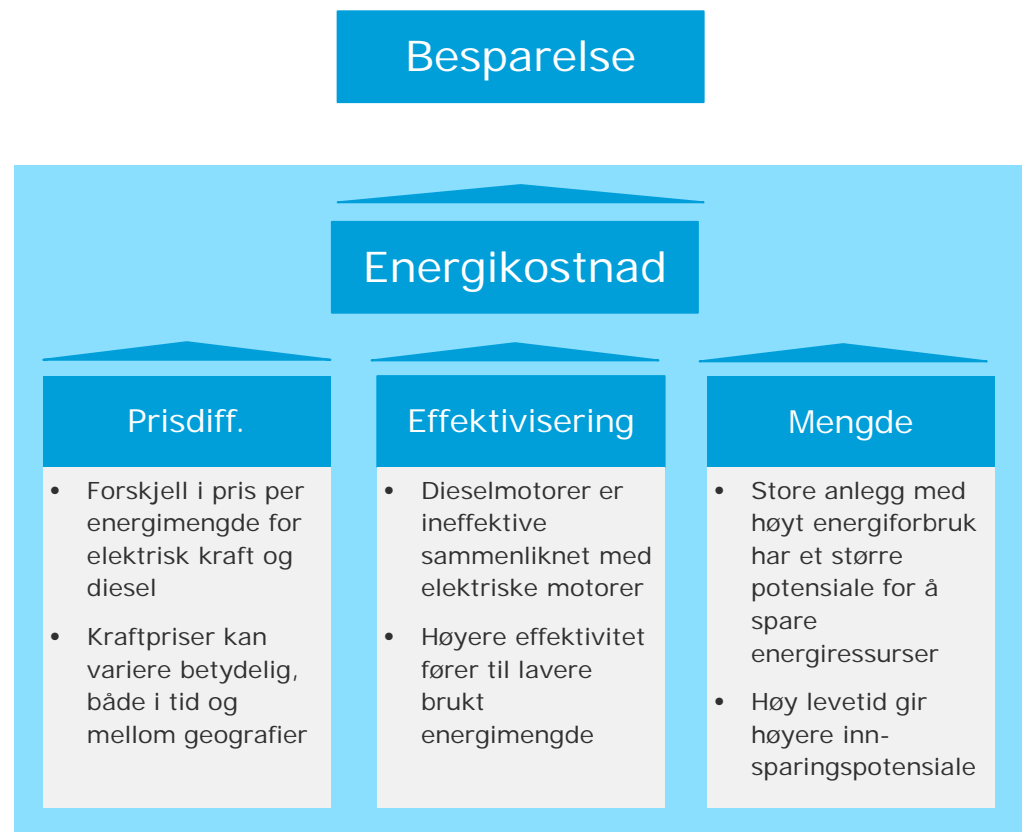 Besparelse
Energikostnad
Prisdiff.
• Forskjell i pris per
energimengde for
elektrisk kraft og
diesel
• Kraftpriser kan
variere betydelig,
både i tid og
mellom geografier
Effektivisering
• Dieselmotorer er
ineffektive
sammenliknet med
elektriske motorer
• Høyere effektivitet
fører til lavere
brukt
energimengde
Mengde
• Store anlegg med
høyt energiforbruk
har et større
potensiale for å
spare
energiressurser
• Høy levetid gir
høyere inn-
sparingspotensiale